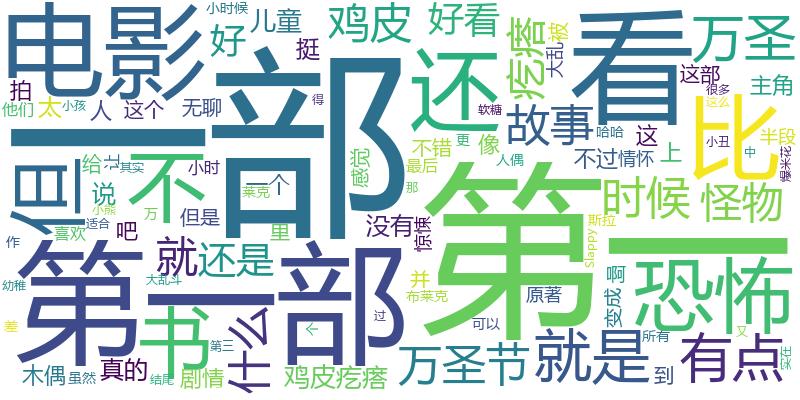 电影
小时候
儿童
好
挺
鸡皮
好看
疙瘩
大乱
被
看
万圣
这部
很多
主角
拍
他们
太
小孩
人
这个
无聊
部
得
还
软糖
故事
哈哈
这
比
这么
小丑
半段
中
爆米花
一
但
不
给
其实
小时
说
小熊
适合
万
但是
一个
莱克
感觉
不错
更
像
最后
人偶
那
不过
情怀
上
时候
怪物
喜欢
作
吧
里
没有
惊悚
第
斯拉
Slappy
一
恐怖
第一部
就
还是
并
布莱克
原著
变成
可以
所有
又
实在
幼稚
差
书
大乱斗
什么
过
第三
木偶
虽然
真的
结尾
剧情
鸡皮疙瘩
万圣节
就是
到
有点